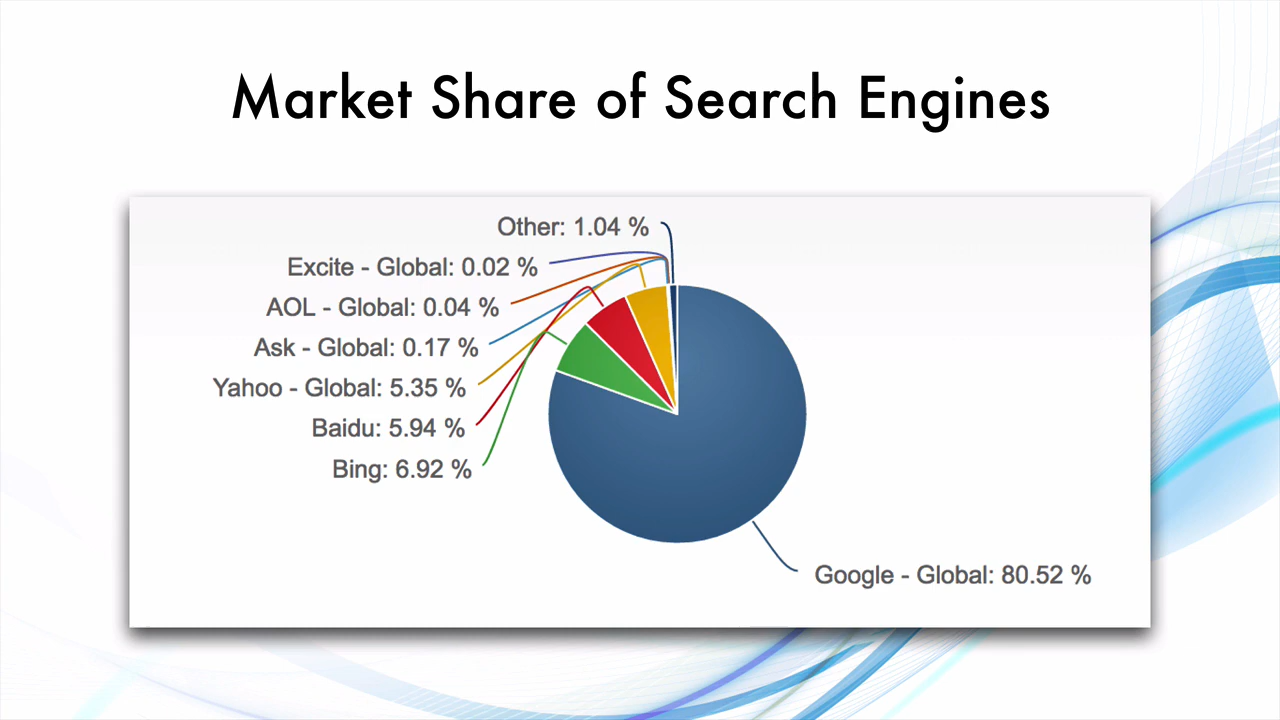 Market Share of Search Engines
Other: 1.04 %
Excite - Global: 0.02 %
AOL - Global: 0.04 %
Ask - Global: 0.17 %
Yahoo - Global: 5.35 %
Baidu: 5.94 %
Bing: 6.92 %
Google - Global: 80.52 %